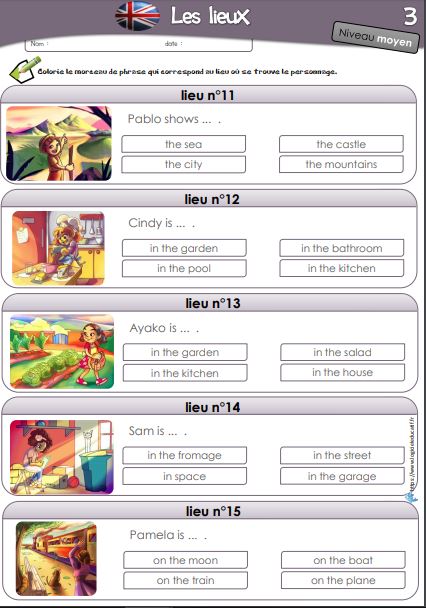 Les lieux
3
Niveau moyen
Nom :
date :
Colorie le morceau de phrase qui correspond au lieu où se trouve le personnage.
lieu n°11
Pablo shows ... .
the sea
the castle
the city
the mountains
lieu n°12
Cindy is ... .
in the garden
in the bathroom
in the pool
in the kitchen
lieu n°13
Ayako is ... .
in the garden
in the salad
in the kitchen
in the house
lieu n°14
Sam is ... .
in the fromage
in the street
in space
in the garage
https://www.logicieleducatif.fr
lieu n°15
Pamela is ... .
on the moon
on the boat
on the train
on the plane